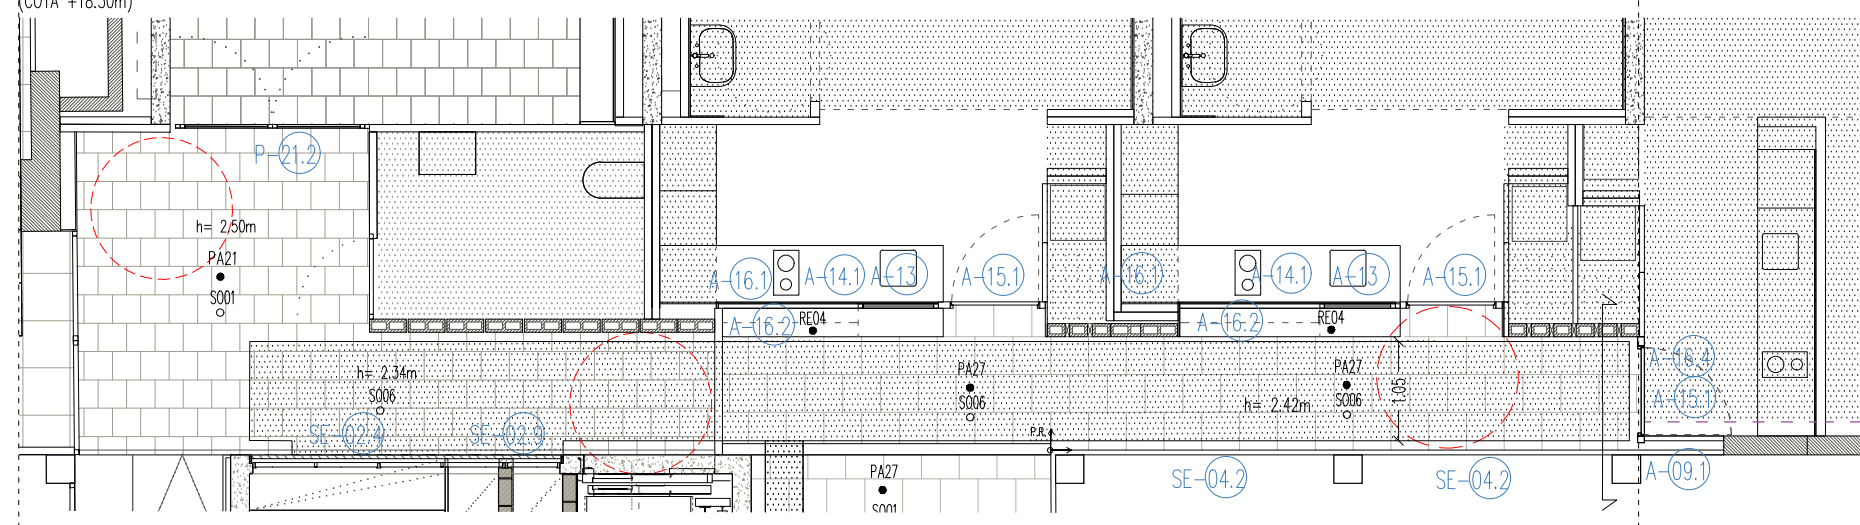 (COTA +18.50m)
P-21.2
h= 2.50m
PA21
S001
A-16.1
A-14.1
A-13
A-15.1
A-16.1
A-14.1
A-13
A-15.1
A-16.2
RE04
A-16.2
RE04
h= 2.34m
S006
PA27
S006
PA27
S006
h= 2.42m
1.05
A-16.4
A-15.1
SE-02.4
SE-02.9
P.R.
PA27
S001
SE-04.2
SE-04.2
A-09.1